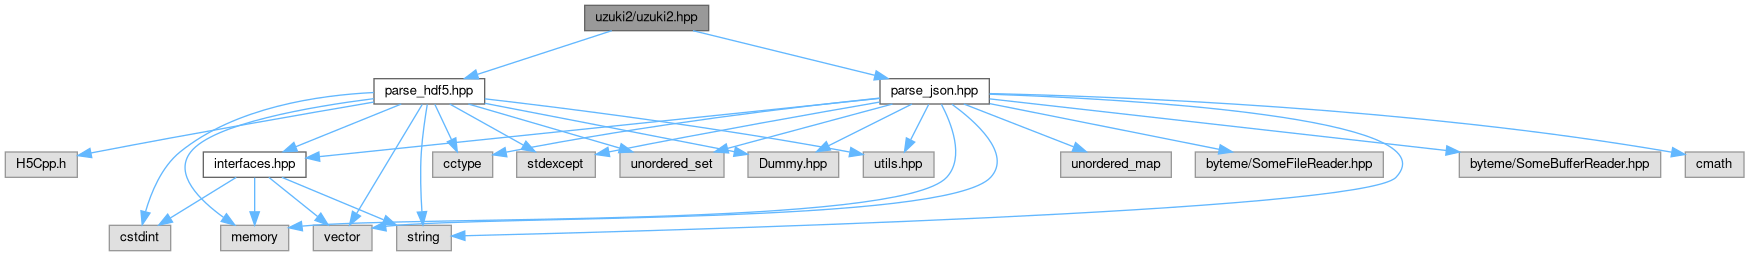 uzuki2/uzuki2.hpp
parse_hdf5.hpp
parse_json.hpp
H5Cpp.h
interfaces.hpp
cctype
stdexcept
unordered_set
Dummy.hpp
utils.hpp
unordered_map
byteme/SomeFileReader.hpp
byteme/SomeBufferReader.hpp
cmath
cstdint
memory
vector
string